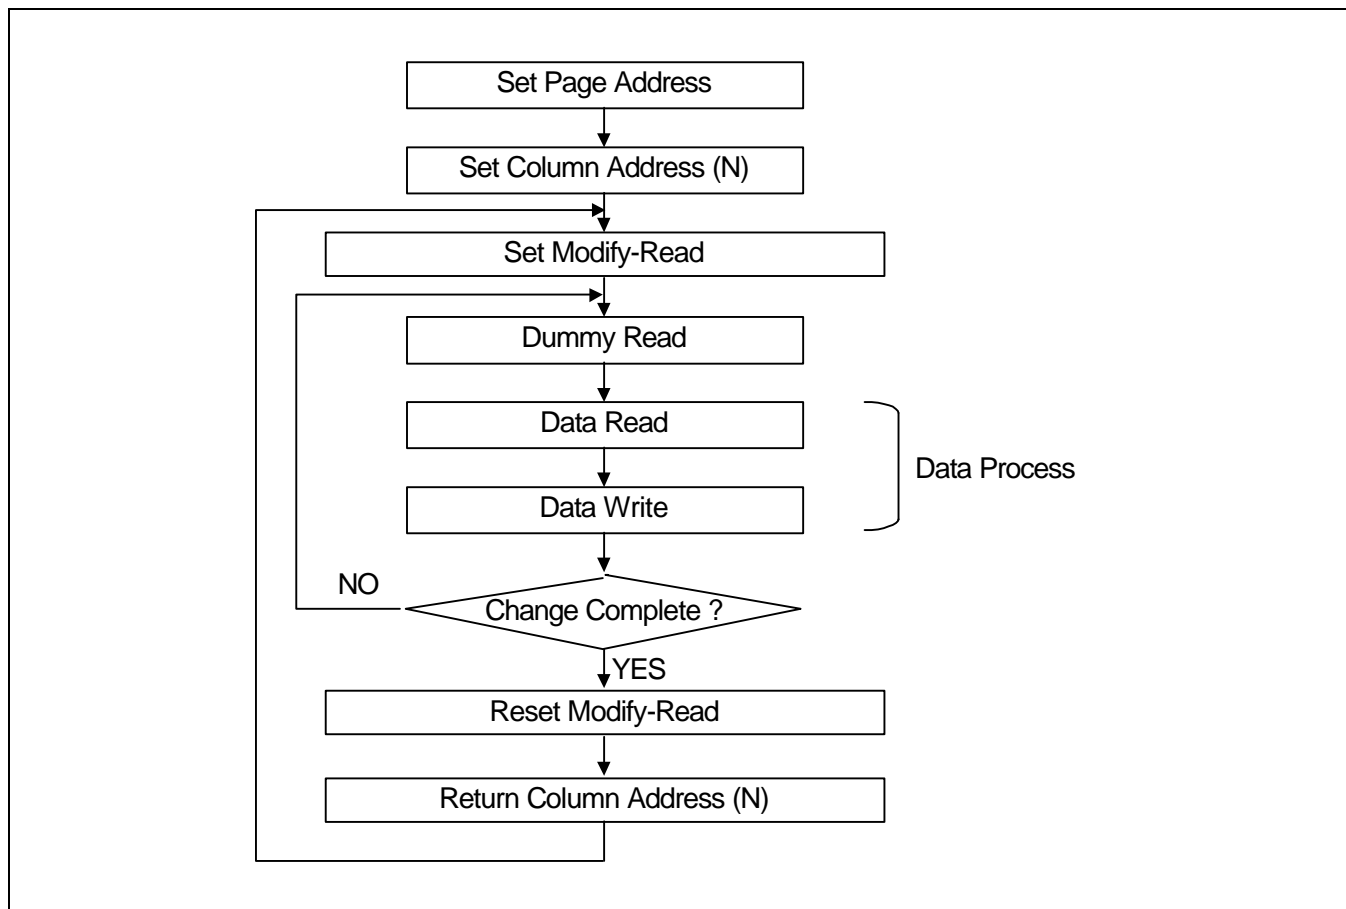 Set Page Address
Set Column Address (N)
Set Modify-Read
Dummy Read
Data Read
Data Process
Data Write
NO
Change Complete ?
YES
Reset Modify-Read
Return Column Address (N)